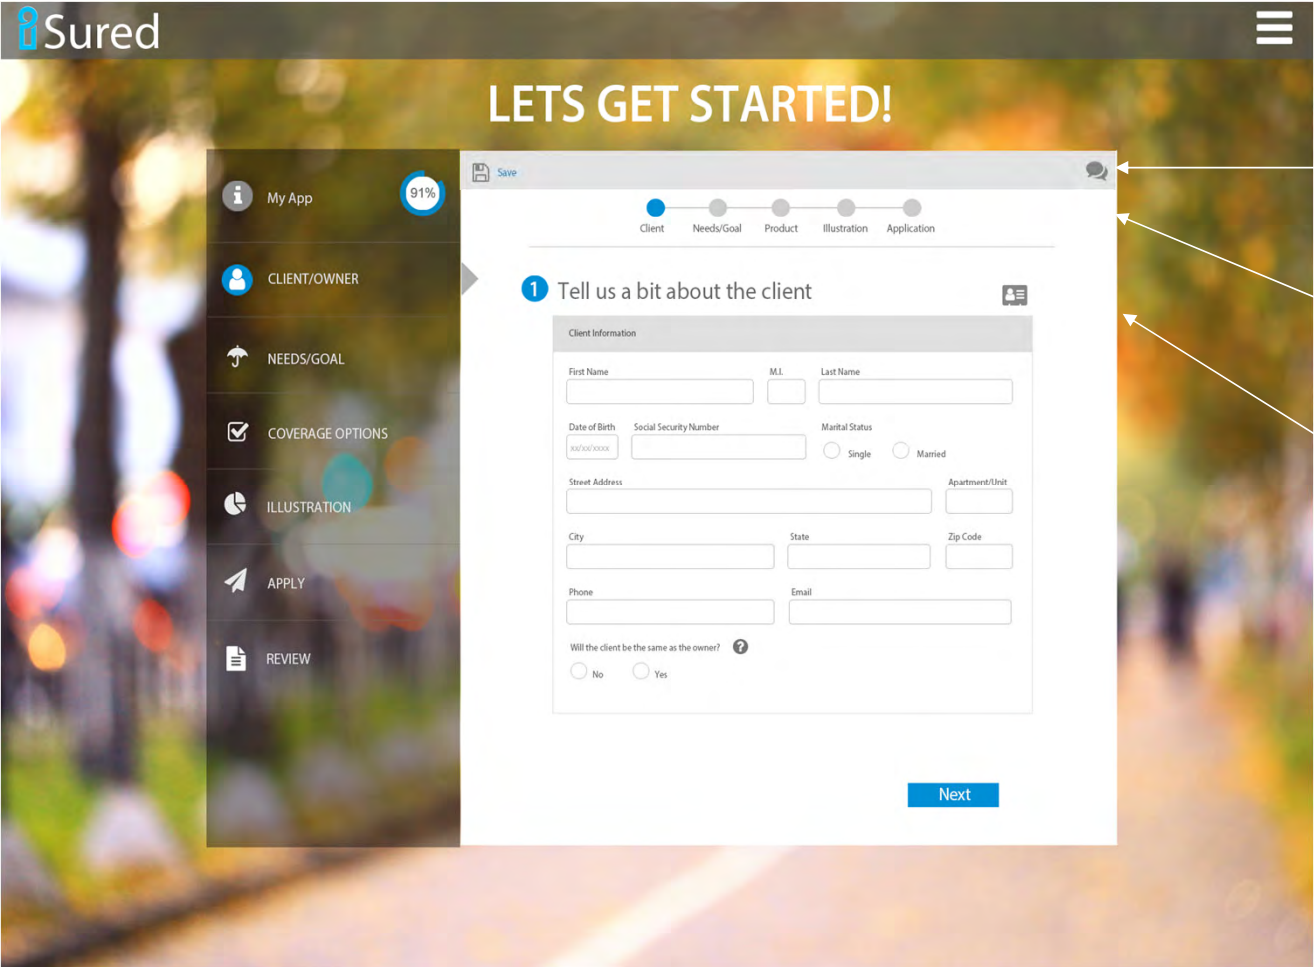 iSured
LETS GET STARTED!
My App
91%
CLIENT/OWNER
NEEDS/GOAL
COVERAGE OPTIONS
ILLUSTRATION
APPLY
REVIEW
Save
Client Needs/Goal Product Illustration Application
1 Tell us a bit about the client
Client Information
First Name M.I. Last Name
Date of Birth Social Security Number Marital Status
xx/xx/xxxx
Single Married
Street Address Apartment/Unit
City State Zip Code
Phone Email
Will the client be the same as the owner? ?
No Yes
Next